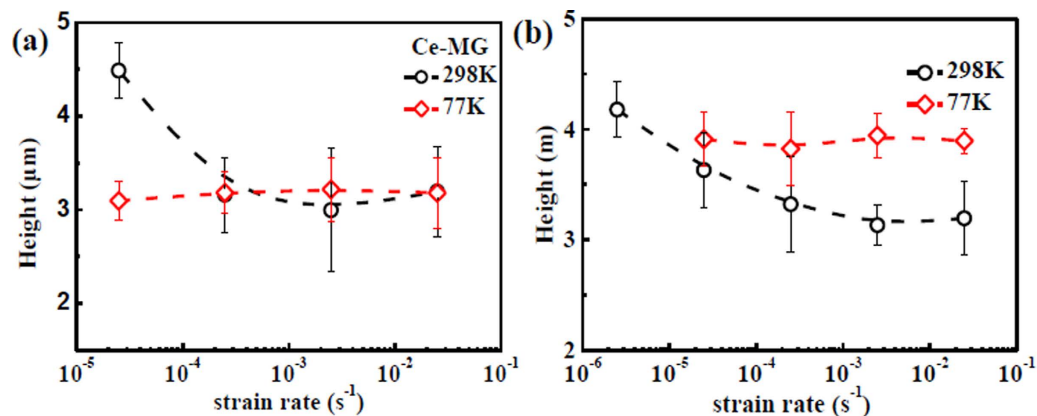 (a)
Ce-MG
298K
77K
Height (μm)
5
4
3
2
10⁻⁵
10⁻⁴
10⁻³
10⁻²
10⁻¹
strain rate (s⁻¹)
(b)
298K
77K
Height (m)
5
4
3
2
10⁻⁶
10⁻⁵
10⁻⁴
10⁻³
10⁻²
10⁻¹
strain rate (s⁻¹)